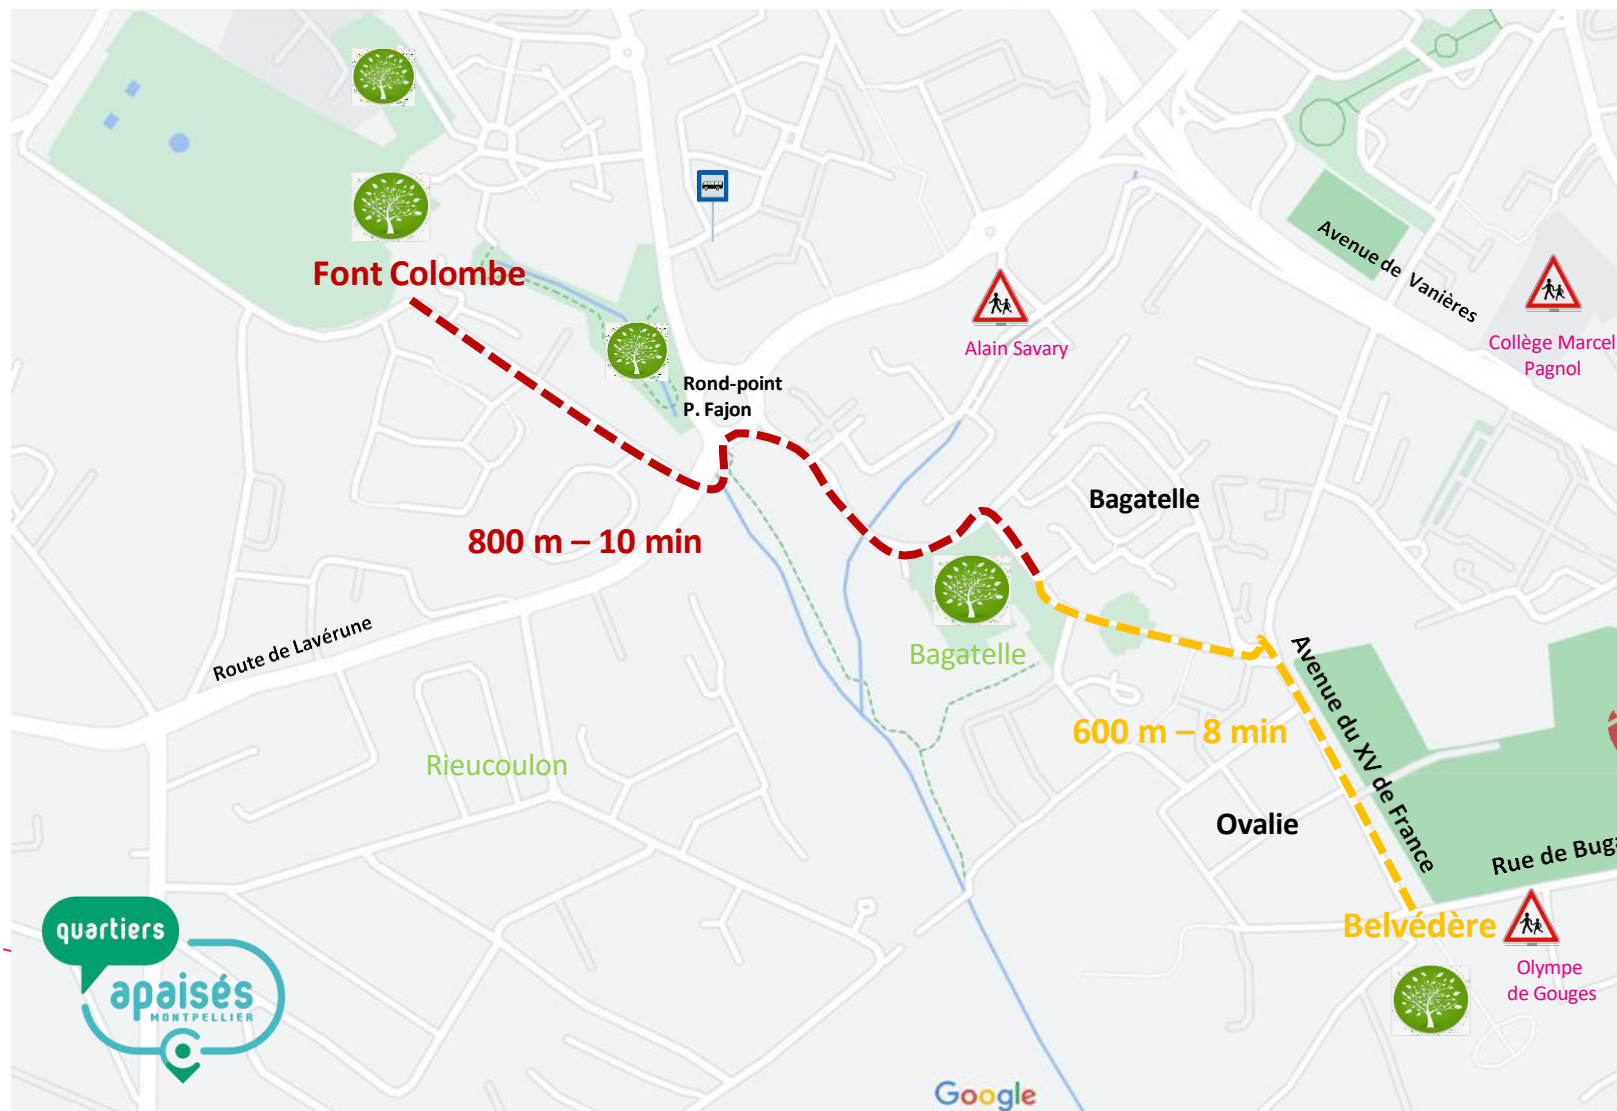 Avenue de Vanières
Font Colombe
Alain Savary
Collège Marcel
Pagnol
Rond-point
P. Fajon
Bagatelle
800 m – 10 min
Route de Lavérune
Bagatelle
Avenue du XV de France
600 m – 8 min
Rieucoulon
Ovalie
Rue de Buga
Belvédère
Olympe
de Gouges
quartiers
apaisés
MONTPELLIER
Google